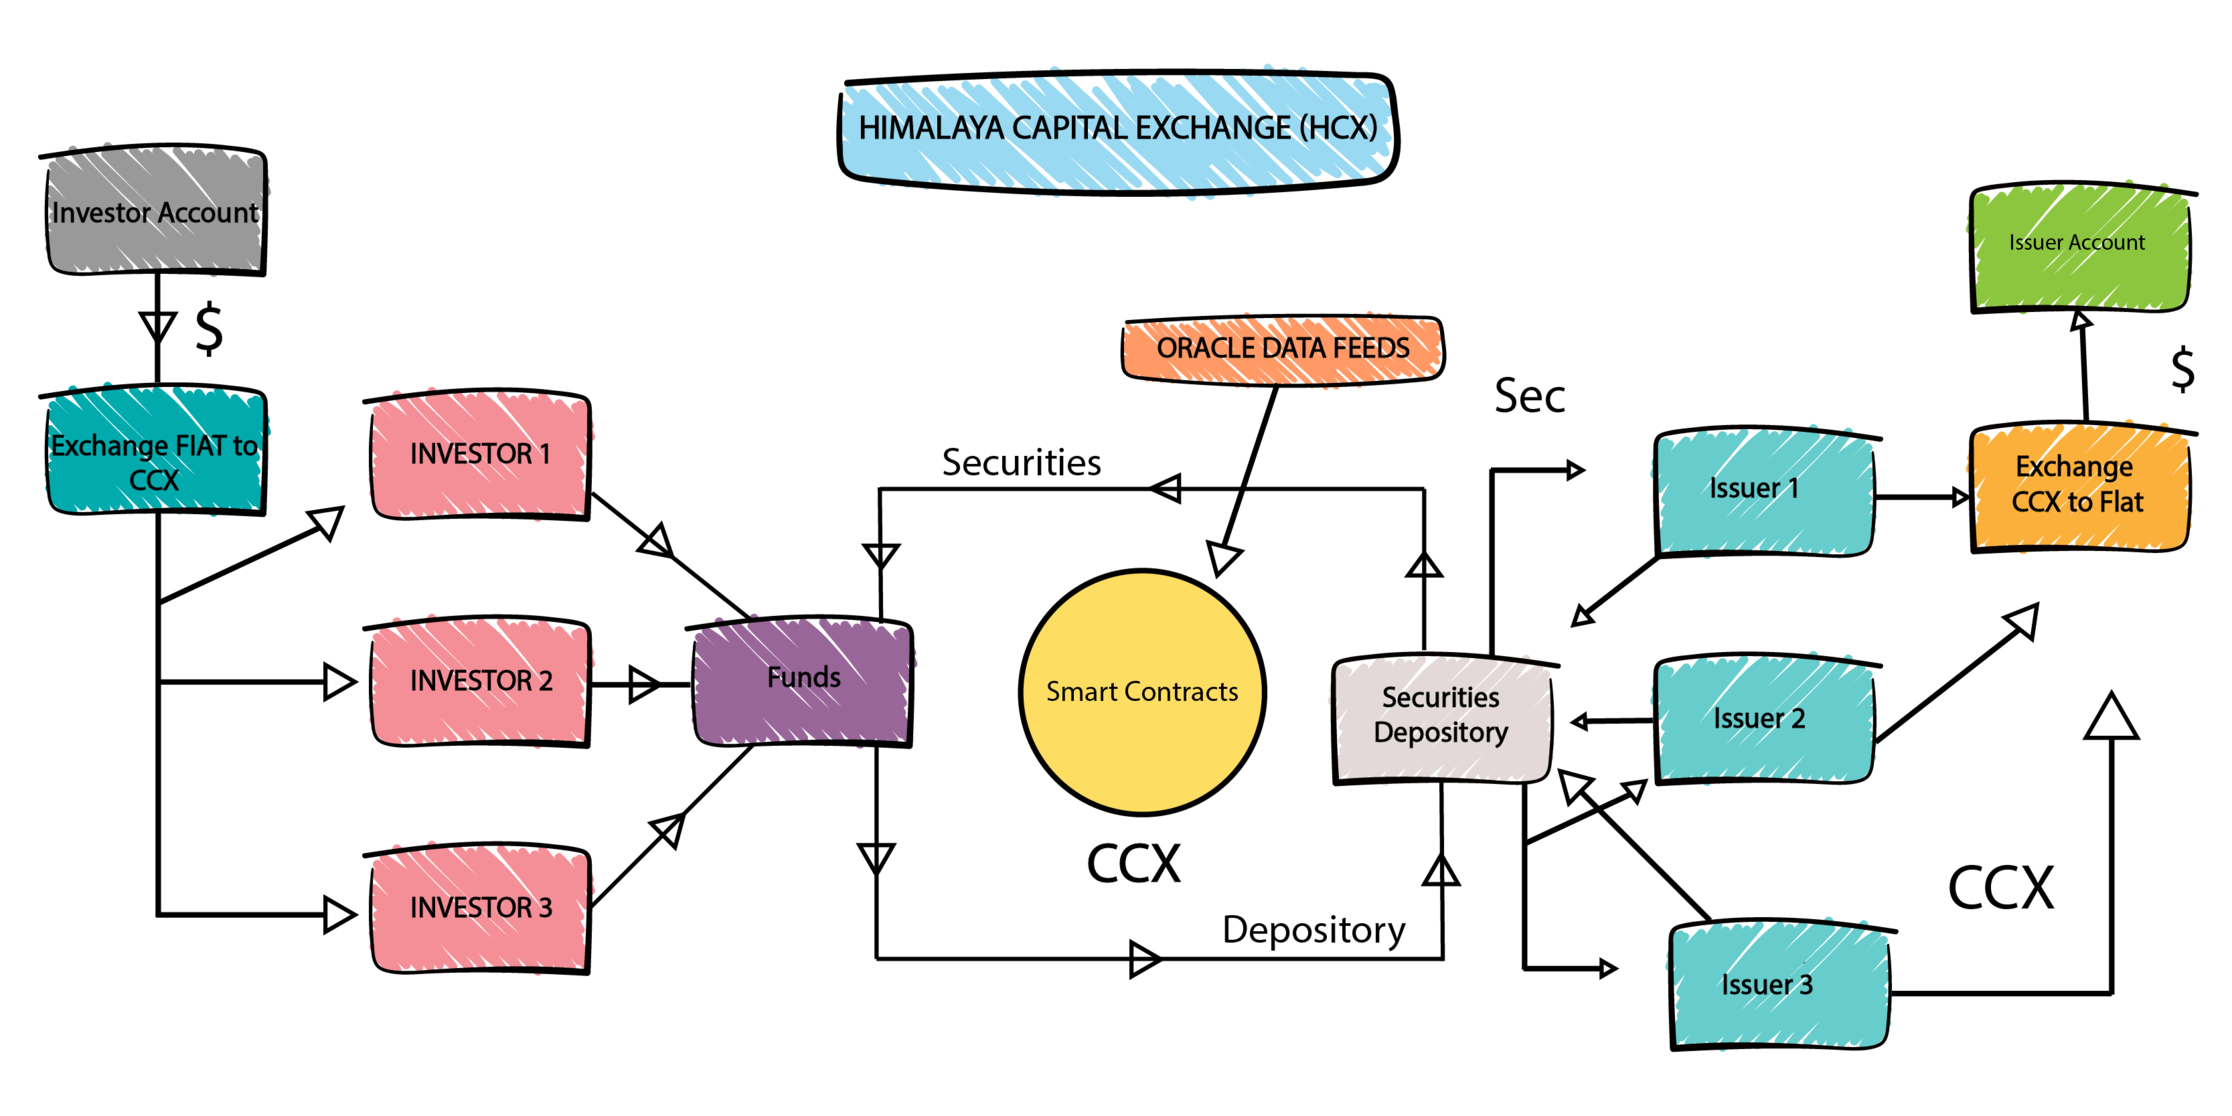 HIMALAYA CAPITAL EXCHANGE (HCX)
Investor Account
$
Exchange FIAT to
CCX
INVESTOR 1
INVESTOR 2
INVESTOR 3
Funds
Securities
ORACLE DATA FEEDS
Smart Contracts
CCX
Depository
Securities
Depository
Sec
Issuer 1
Issuer 2
Issuer 3
CCX
Exchange
CCX to Flat
$
Issuer Account